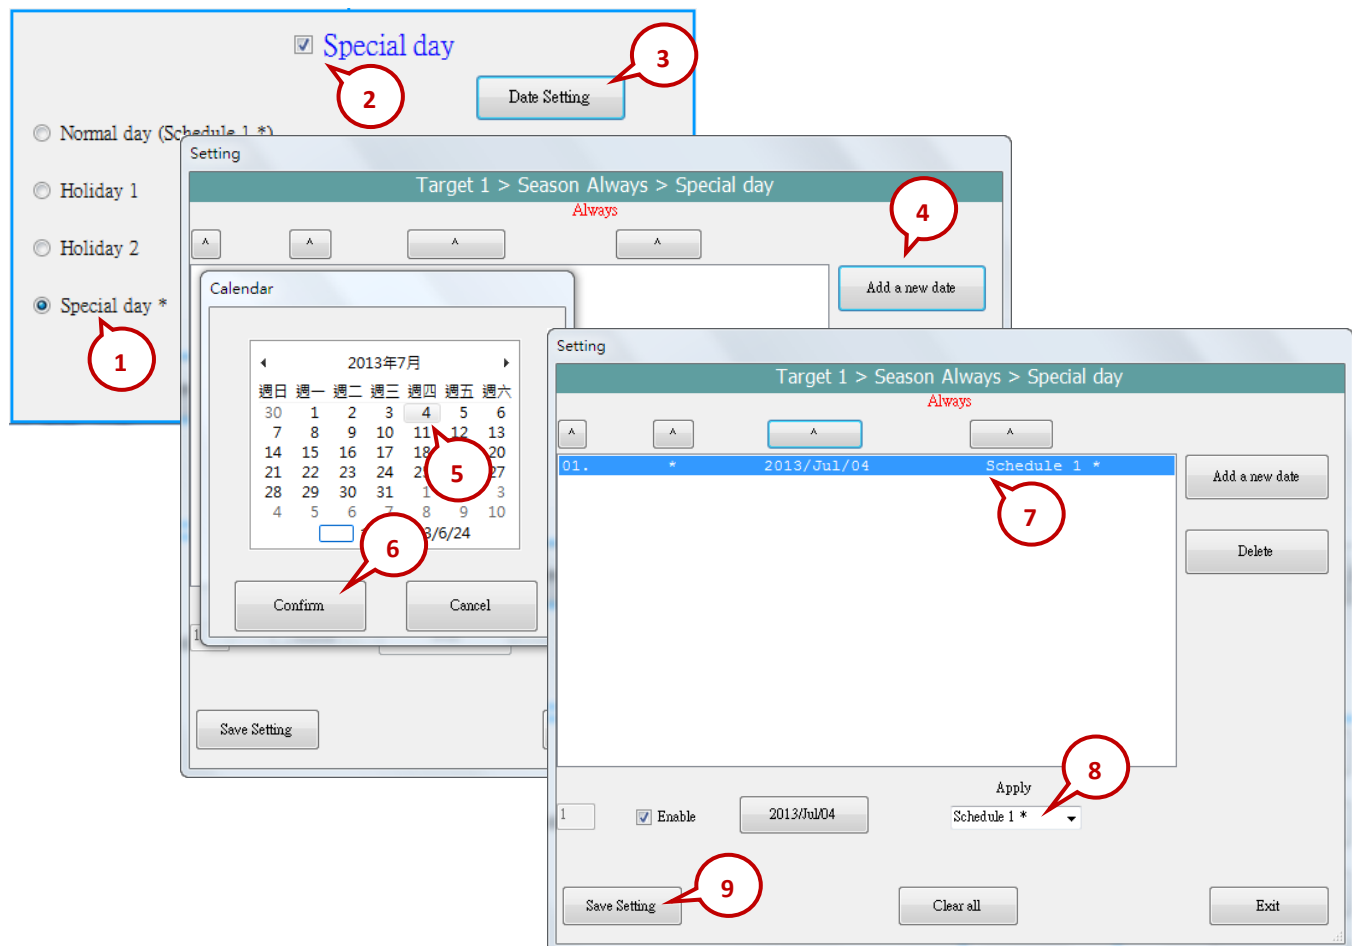 Special day
2
3
Date Setting
Normal day (Schedule 1 *)
Holiday 1
Holiday 2
Special day *
1
Setting
Target 1 > Season Always > Special day
Always
4
^ ^ ^ ^
Add a new date
Calendar
2013年7月
週日 週一 週二 週三 週四 週五 週六
30 1 2 3 4 5 6
7 8 9 10 11 12 13
14 15 16 17 18 20
21 22 23 24 27
28 29 30 31 1 3
4 5 6 7 8 9 10
3/6/24
5
6
Confirm
Cancel
1
Save Setting
Setting
Target 1 > Season Always > Special day
Always
^ ^ ^ ^
01. * 2013/Jul/04 Schedule 1 *
7
Add a new date
Delete
8
Apply
1
Enable
2013/Jul/04
Schedule 1 *
9
Save Setting
Clear all
Exit